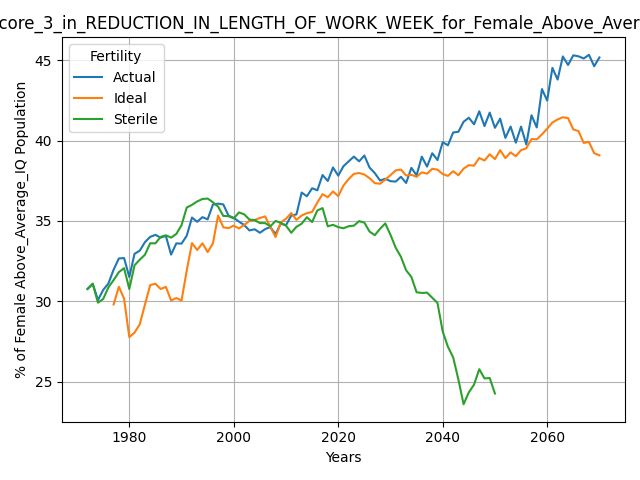 core_3_in_REDUCTION_IN_LENGTH_OF_WORK_WEEK_for_Female_Above_Aver
Fertility
Actual
Ideal
Sterile
% of Female Above_Average_IQ Population
45
40
35
30
25
1980 2000 2020 2040 2060
Years